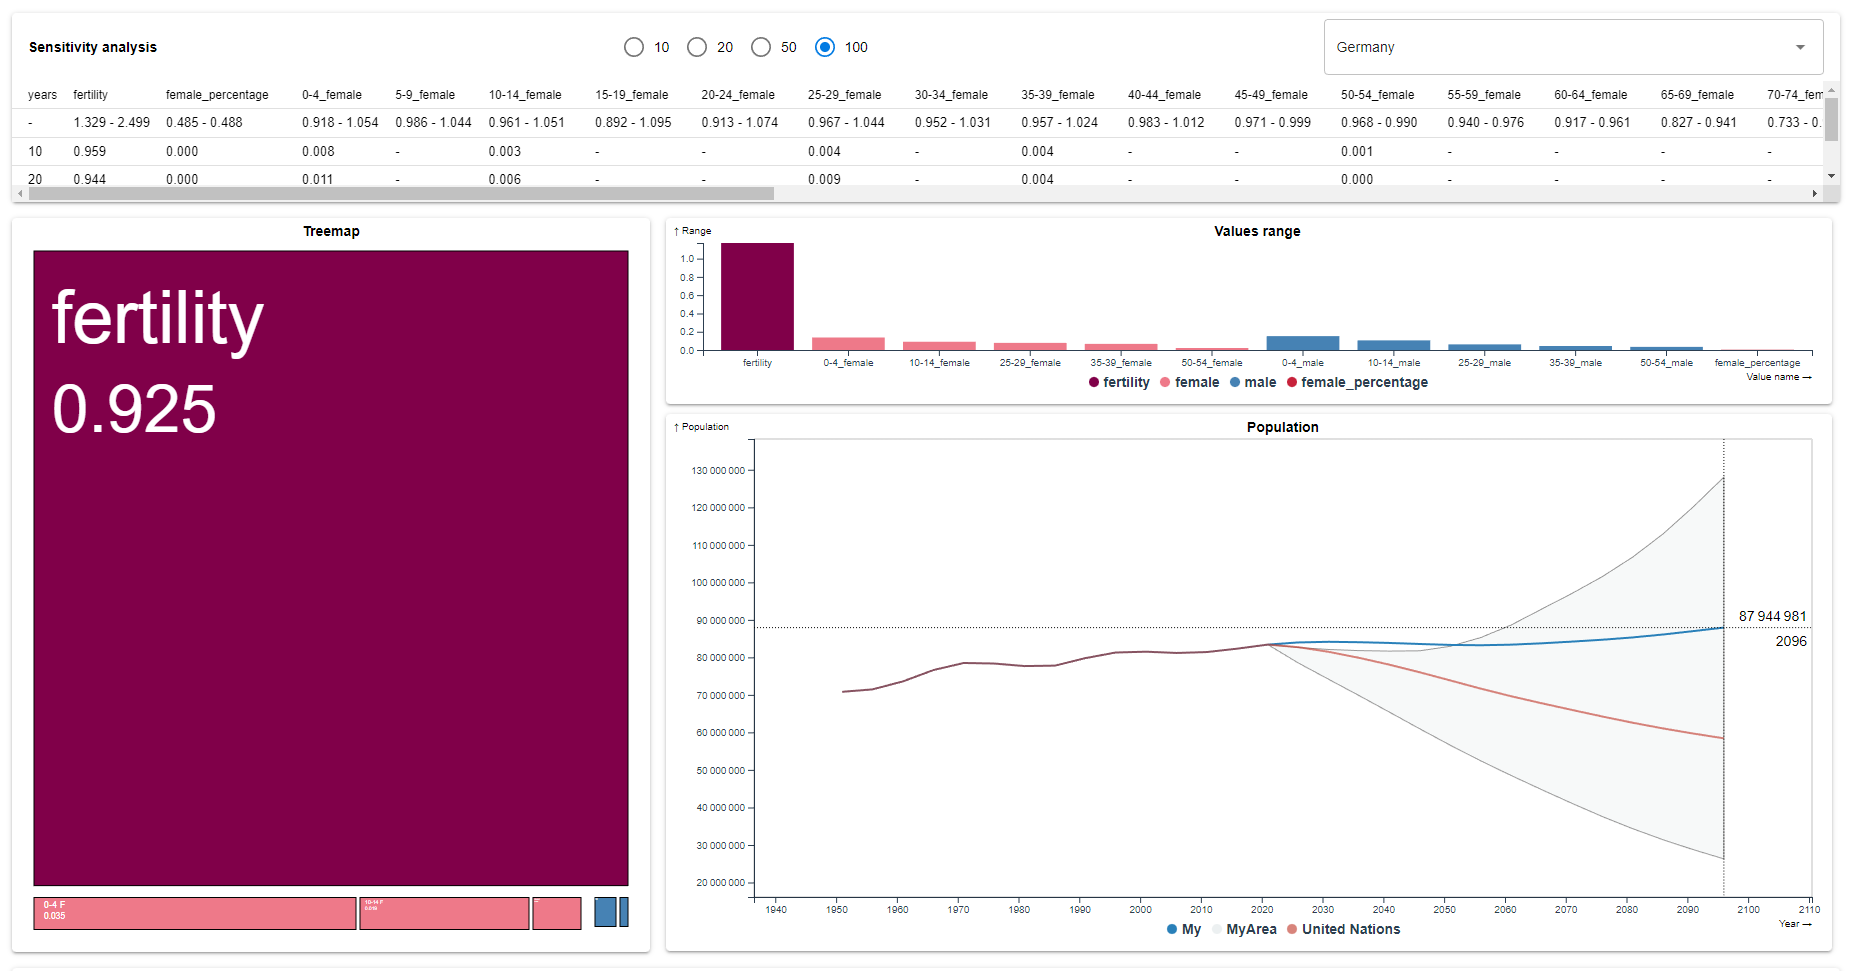 Sensitivity analysis
10 20 50 100
Germany
years fertility female_percentage 0-4_female 5-9_female 10-14_female 15-19_female 20-24_female 25-29_female 30-34_female 35-39_female 40-44_female 45-49_female 50-54_female 55-59_female 60-64_female 65-69_female 70-74_fem
- 1.329 - 2.499 0.485 - 0.488 0.918 - 1.054 0.986 - 1.044 0.961 - 1.051 0.892 - 1.095 0.913 - 1.074 0.967 - 1.044 0.952 - 1.031 0.957 - 1.024 0.983 - 1.012 0.971 - 0.999 0.968 - 0.990 0.940 - 0.976 0.917 - 0.961 0.827 - 0.941 0.733 - 0.
10 0.959 0.000 0.008 - 0.003 - - 0.004 - 0.004 - - 0.001 - - - -
20 0.944 0.000 0.011 - 0.006 - - 0.009 - 0.004 - - 0.000 - - - -
Treemap
fertility
0.925
0-4 F
0.035
10-14 F
Values range
↑ Range
1.0
0.8
0.6
0.4
0.2
0.0
fertility 0-4_female 10-14_female 25-29_female 35-39_female 50-54_female 0-4_male 10-14_male 25-29_male 35-39_male 50-54_male female_percentage
Value name →
fertility female male female_percentage
Population
↑ Population
130 000 000
120 000 000
110 000 000
100 000 000
90 000 000
80 000 000
70 000 000
60 000 000
50 000 000
40 000 000
30 000 000
20 000 000
87 944 981
2096
1940 1950 1960 1970 1980 1990 2000 2010 2020 2030 2040 2050 2060 2070 2080 2090 2100 2110
Year →
My MyArea United Nations